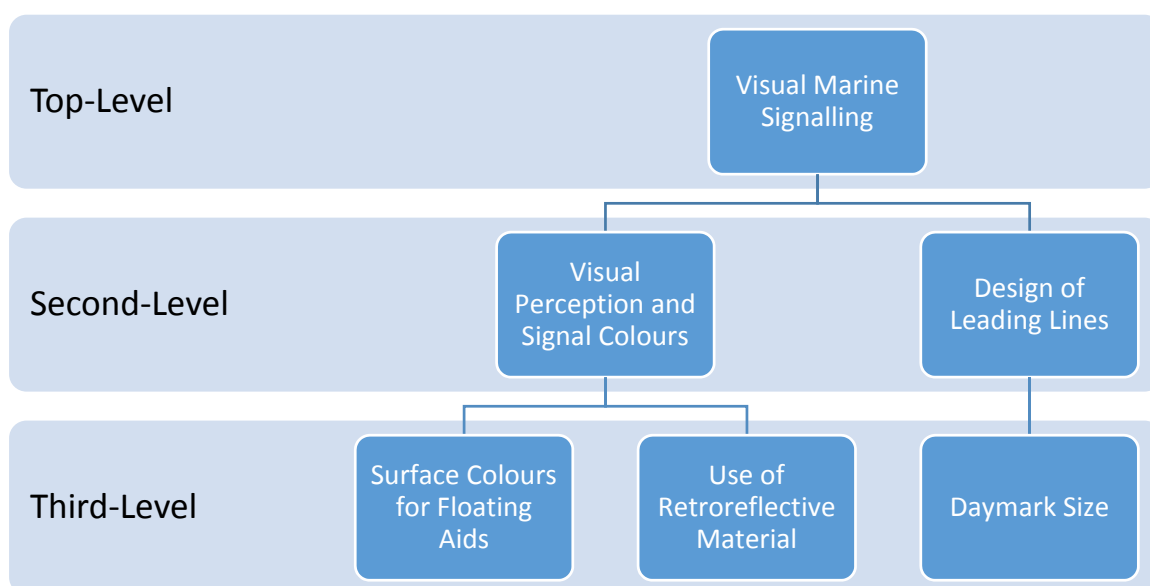 Top-Level
Visual Marine
Signalling
Second-Level
Visual
Perception and
Signal Colours
Design of
Leading Lines
Third-Level
Surface Colours
for Floating
Aids
Use of
Retroreflective
Material
Daymark Size